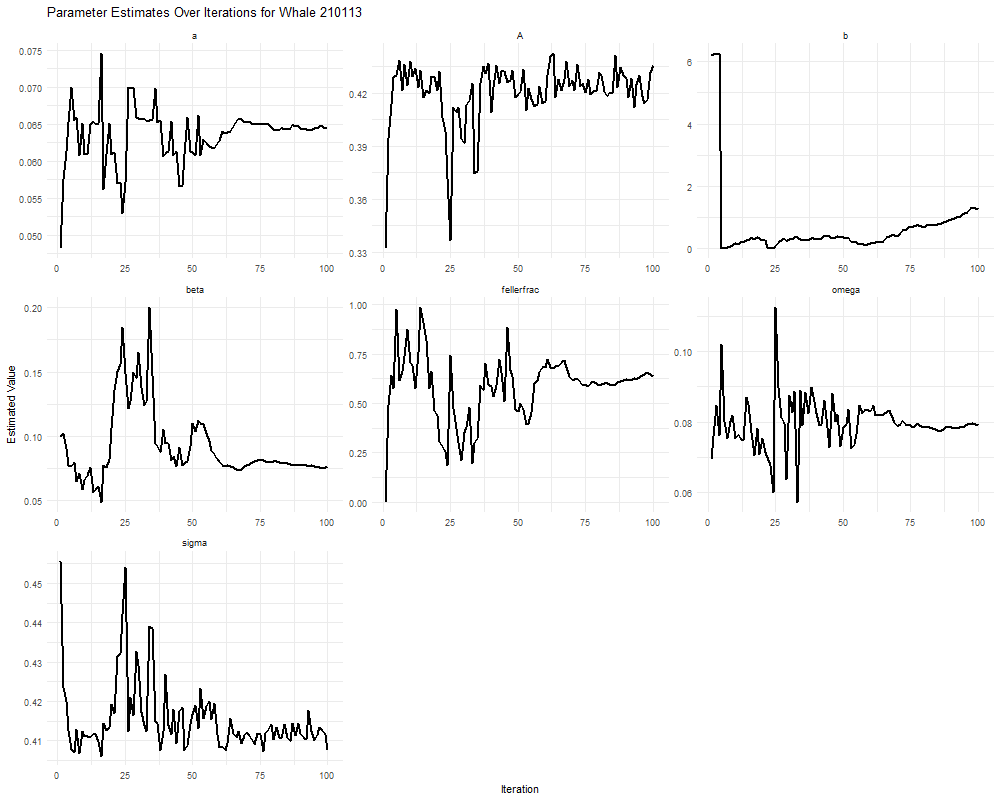 Parameter Estimates Over Iterations for Whale 210113
a
A
b
0.075
0.070
0.065
0.060
0.055
0.050
0.42
0.39
0.36
0.33
6
4
2
0
0 25 50 75 100
0 25 50 75 100
0 25 50 75 100
beta
fellerfrac
omega
Estimated Value
0.20
0.15
0.10
0.05
1.00
0.75
0.50
0.25
0.00
0.10
0.08
0.06
0 25 50 75 100
0 25 50 75 100
0 25 50 75 100
sigma
0.45
0.44
0.43
0.42
0.41
0 25 50 75 100
Iteration